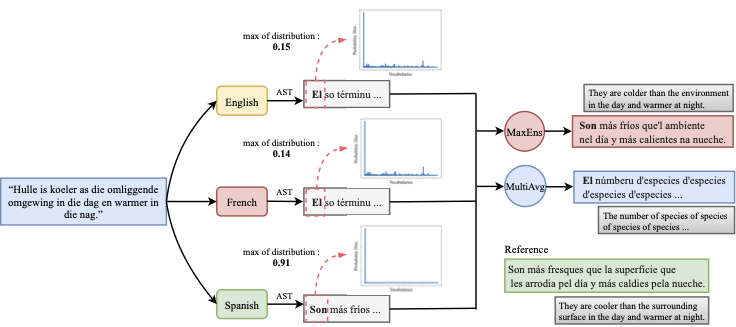 max of distribution :
0.15
Probability Dist
Vocabularies
English
AST
El so térmínu ...
max of distribution :
0.14
Probability Dist
Vocabularies
French
AST
El so térmínu ...
max of distribution :
0.91
Probability Dist
Vocabularies
Spanish
AST
Son más fríos ...
“Hulle is koeler as die omliggende
omgewing in die dag en warmer in
die nag.”
MaxEns
MultiAvg
They are colder than the environment
in the day and warmer at night.
Son más fríos que'l ambiente
nel día y más calientes na nueche.
El númberu d'especies d'especies
d'especies d'especies ...
The number of species of species
of species of species ...
Reference
Son más fresques que la superficie que
les arrodia pel día y más caldies pela nueche.
They are cooler than the surrounding
surface in the day and warmer at night.